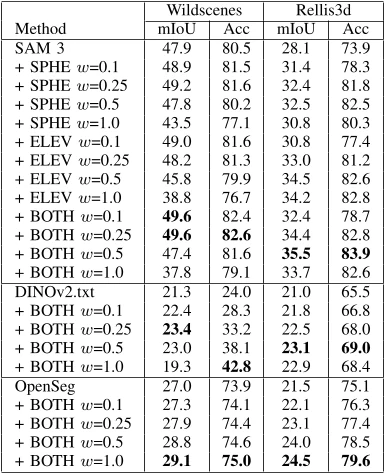 Wildscenes Rellis3d
Method mIoU Acc mIoU Acc
SAM 3 47.9 80.5 28.1 73.9
+ SPHE w=0.1 48.9 81.5 31.4 78.3
+ SPHE w=0.25 49.2 81.6 32.4 81.8
+ SPHE w=0.5 47.8 80.2 32.5 82.5
+ SPHE w=1.0 43.5 77.1 30.8 80.3
+ ELEV w=0.1 49.0 81.6 30.8 77.4
+ ELEV w=0.25 48.2 81.3 33.0 81.2
+ ELEV w=0.5 45.8 79.9 34.5 82.6
+ ELEV w=1.0 38.8 76.7 34.2 82.8
+ BOTH w=0.1 49.6 82.4 32.4 78.7
+ BOTH w=0.25 49.6 82.6 34.4 82.8
+ BOTH w=0.5 47.4 81.6 35.5 83.9
+ BOTH w=1.0 37.8 79.1 33.7 82.6
DINOv2.txt 21.3 24.0 21.0 65.5
+ BOTH w=0.1 22.4 28.3 21.8 66.8
+ BOTH w=0.25 23.4 33.2 22.5 68.0
+ BOTH w=0.5 23.0 38.1 23.1 69.0
+ BOTH w=1.0 19.3 42.8 22.9 68.4
OpenSeg 27.0 73.9 21.5 75.1
+ BOTH w=0.1 27.3 74.1 22.1 76.3
+ BOTH w=0.25 27.9 74.4 23.1 77.4
+ BOTH w=0.5 28.8 74.6 24.0 78.5
+ BOTH w=1.0 29.1 75.0 24.5 79.6